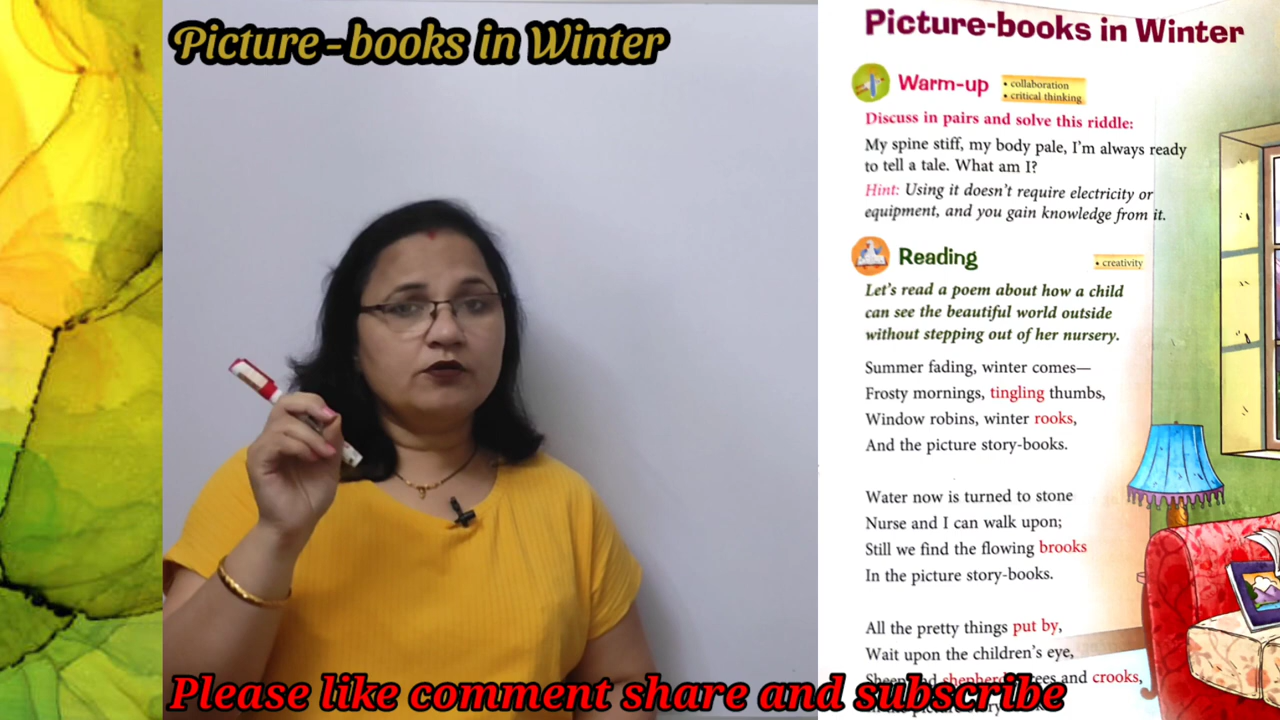 Picture-books in Winter
Picture-books in Winter
Warm-up
• collaboration
• critical thinking
Discuss in pairs and solve this riddle:
My spine stiff, my body pale, I'm always ready
to tell a tale. What am I?
Hint: Using it doesn't require electricity or
equipment, and you gain knowledge from it.
Reading
• creativity
Let's read a poem about how a child
can see the beautiful world outside
without stepping out of her nursery.
Summer fading, winter comes—
Frosty mornings, tingling thumbs,
Window robins, winter rooks,
And the picture story-books.
Water now is turned to stone
Nurse and I can walk upon;
Still we find the flowing brooks
In the picture story-books.
All the pretty things put by,
Wait upon the children's eye,
and crooks,
Please like comment share and subscribe